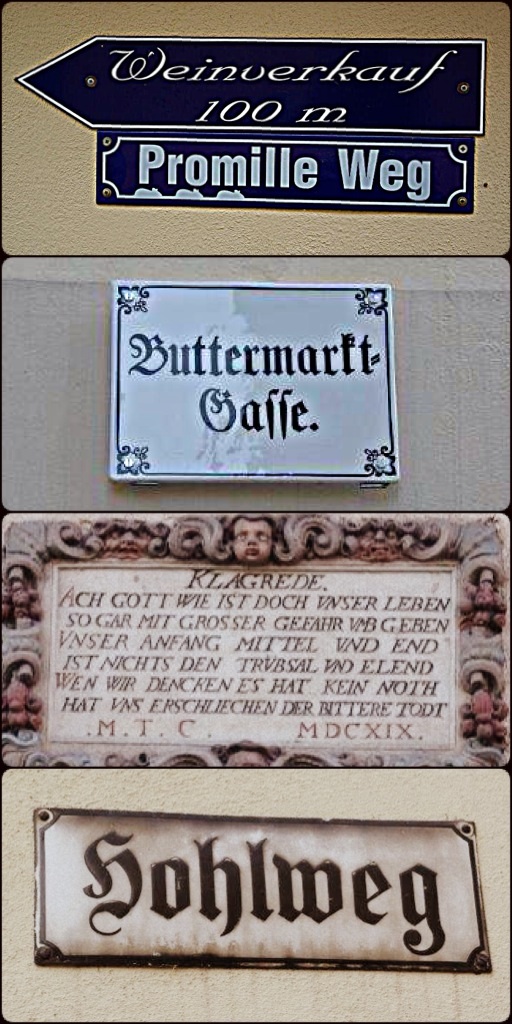 Weinverkauf
100 m
Promille Weg
Buttermarkt-
Gasse.
KLAGREDE.
ACH GOTT WIE IST DOCH VNSER LEBEN
SO GAR MIT GROSSER GEFAHR VMB GEBEN
VNSER ANFANG MITTEL VND END
IST NICHTS DEN TRVBSAL VND ELEND
WEN WIR DENCKEN ES HAT KEIN NOTH
HAT VNS ERSCHLIECHEN DER BITTERE TODT
.M. T. C. MDCXIX.
Hohlweg